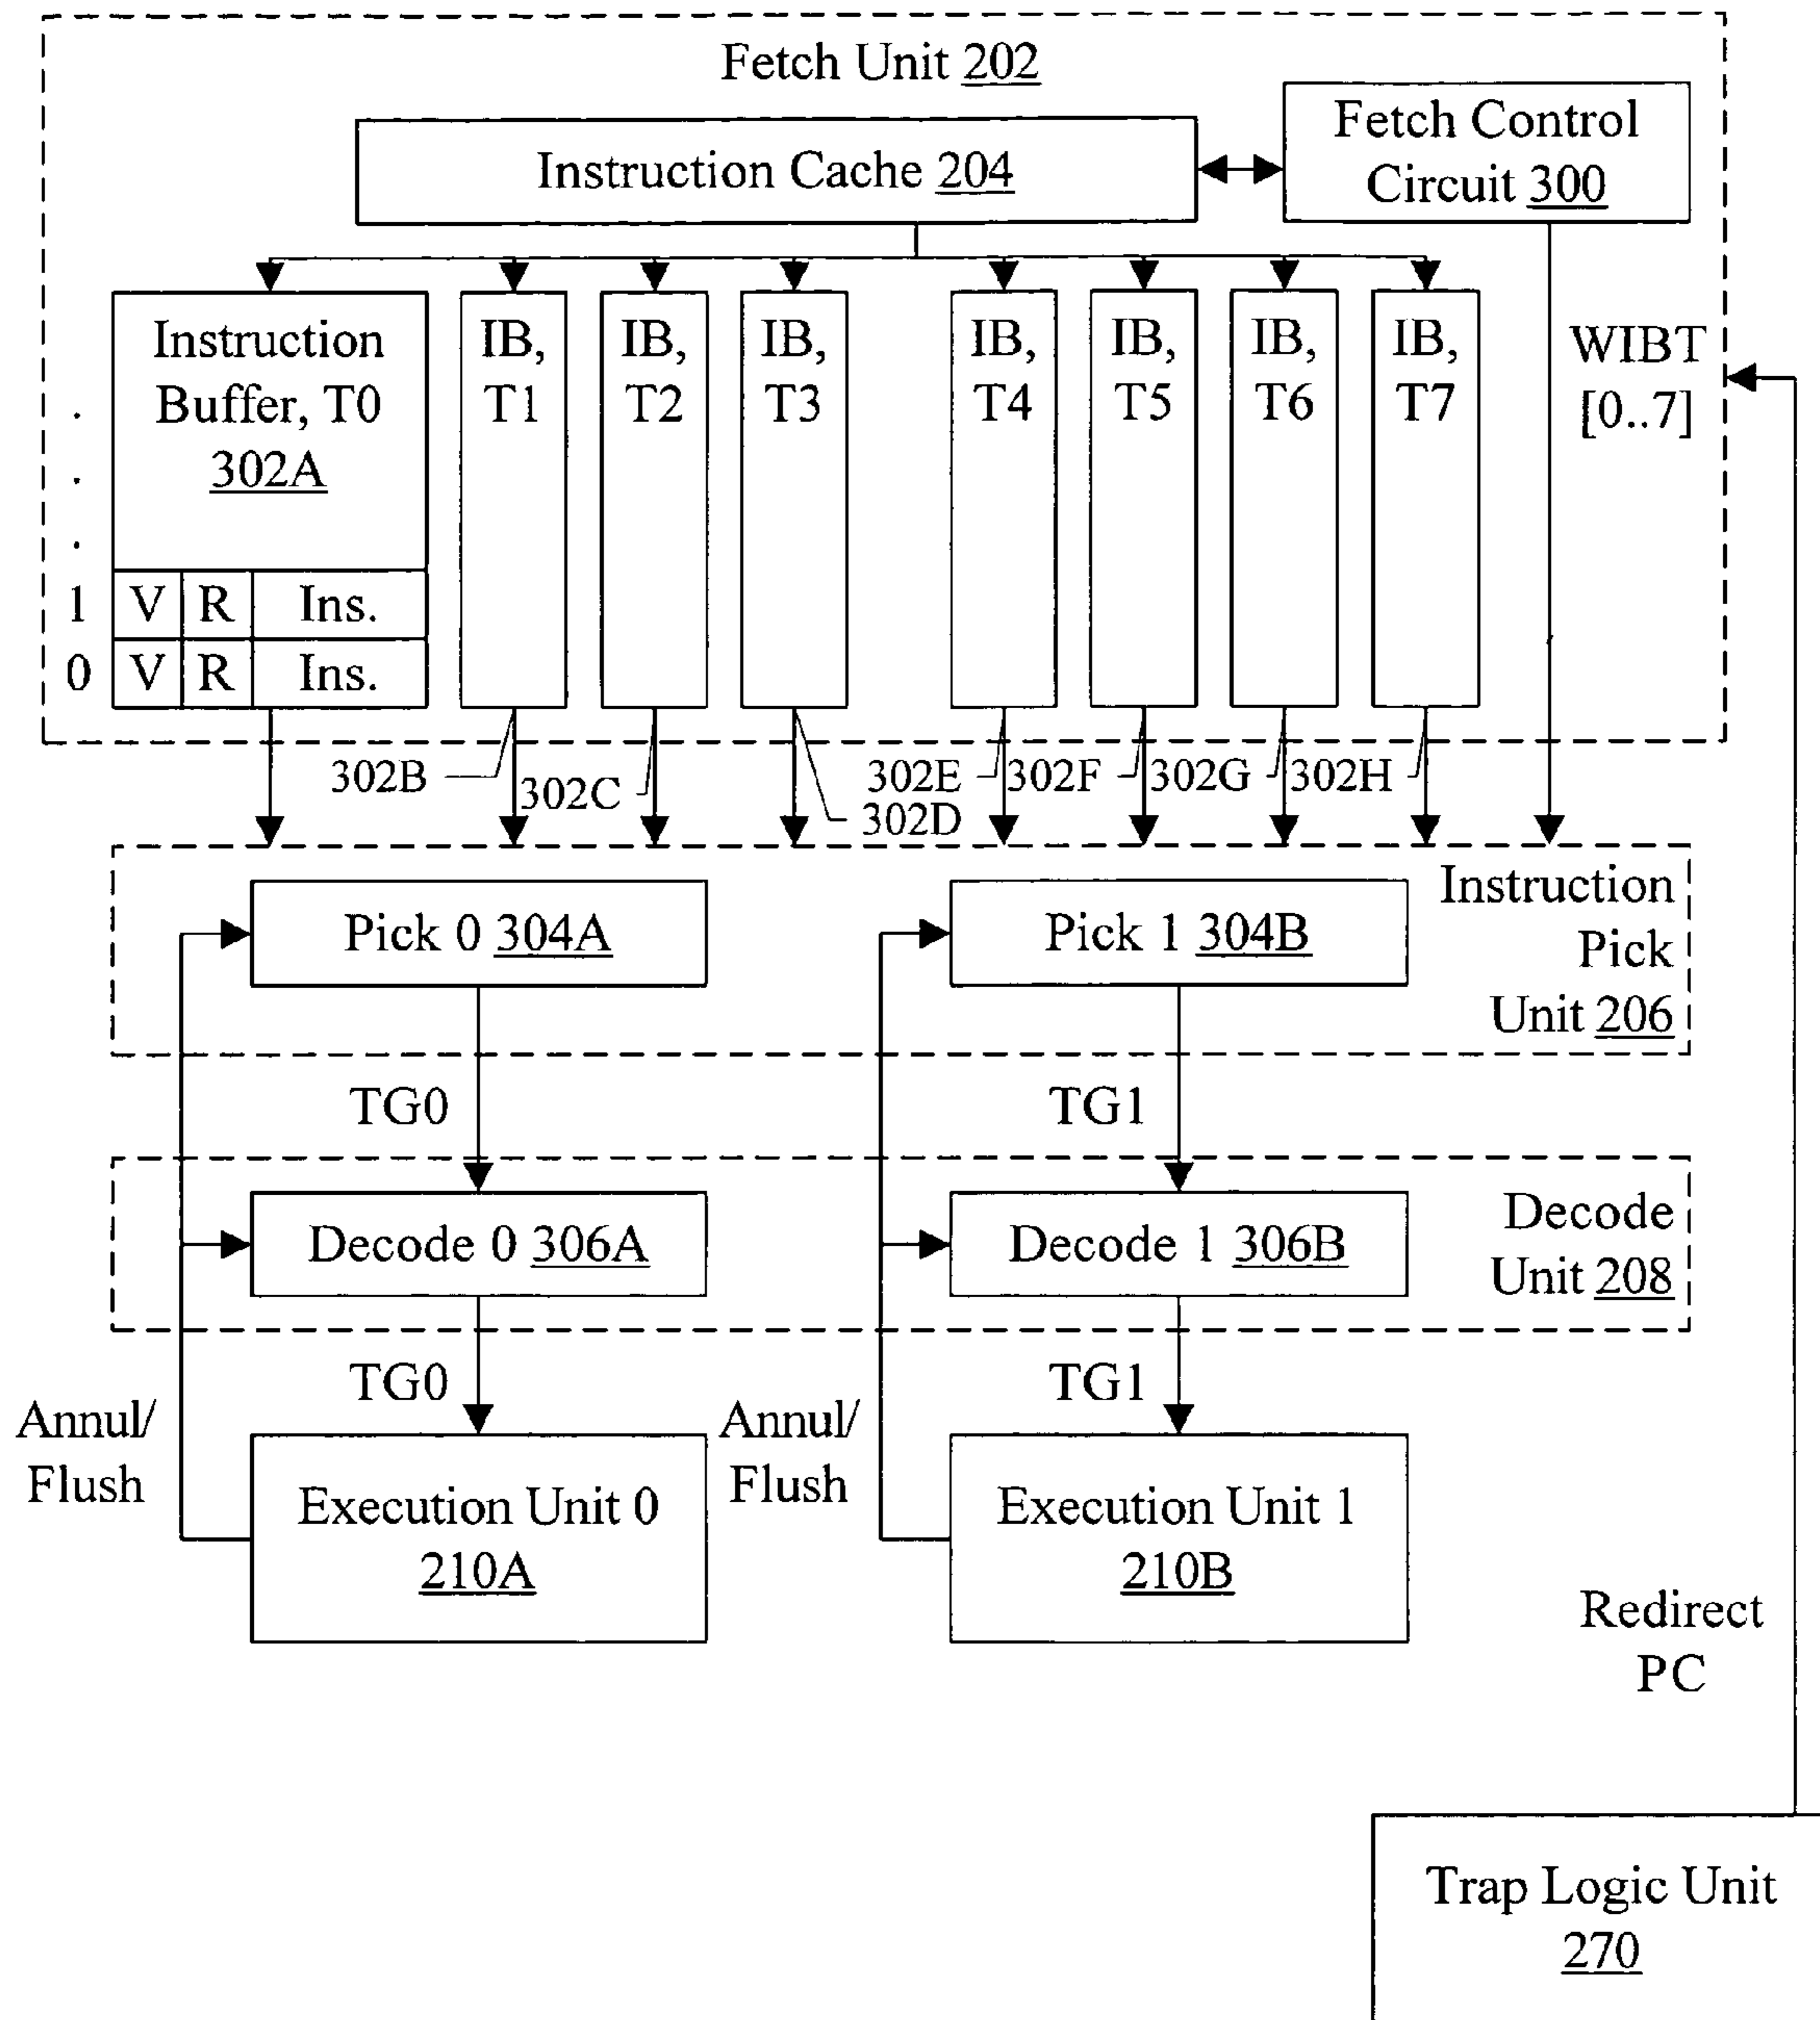 Fetch Unit 202
Fetch Control
Circuit 300
Instruction Cache 204
Instruction
Buffer, T0
302A
IB,
T1
IB,
T2
IB,
T3
IB,
T4
IB,
T5
IB,
T6
IB,
T7
WIBT
[0..7]
.
.
.
1 V R Ins.
0 V R Ins.
302B
302C
302D
302E
302F
302G
302H
Instruction
Pick
Unit 206
Pick 0 304A
Pick 1 304B
TG0
TG1
Decode 0 306A
Decode 1 306B
Decode
Unit 208
TG0
TG1
Annul/
Flush
Annul/
Flush
Execution Unit 0
210A
Execution Unit 1
210B
Redirect
PC
Trap Logic Unit
270